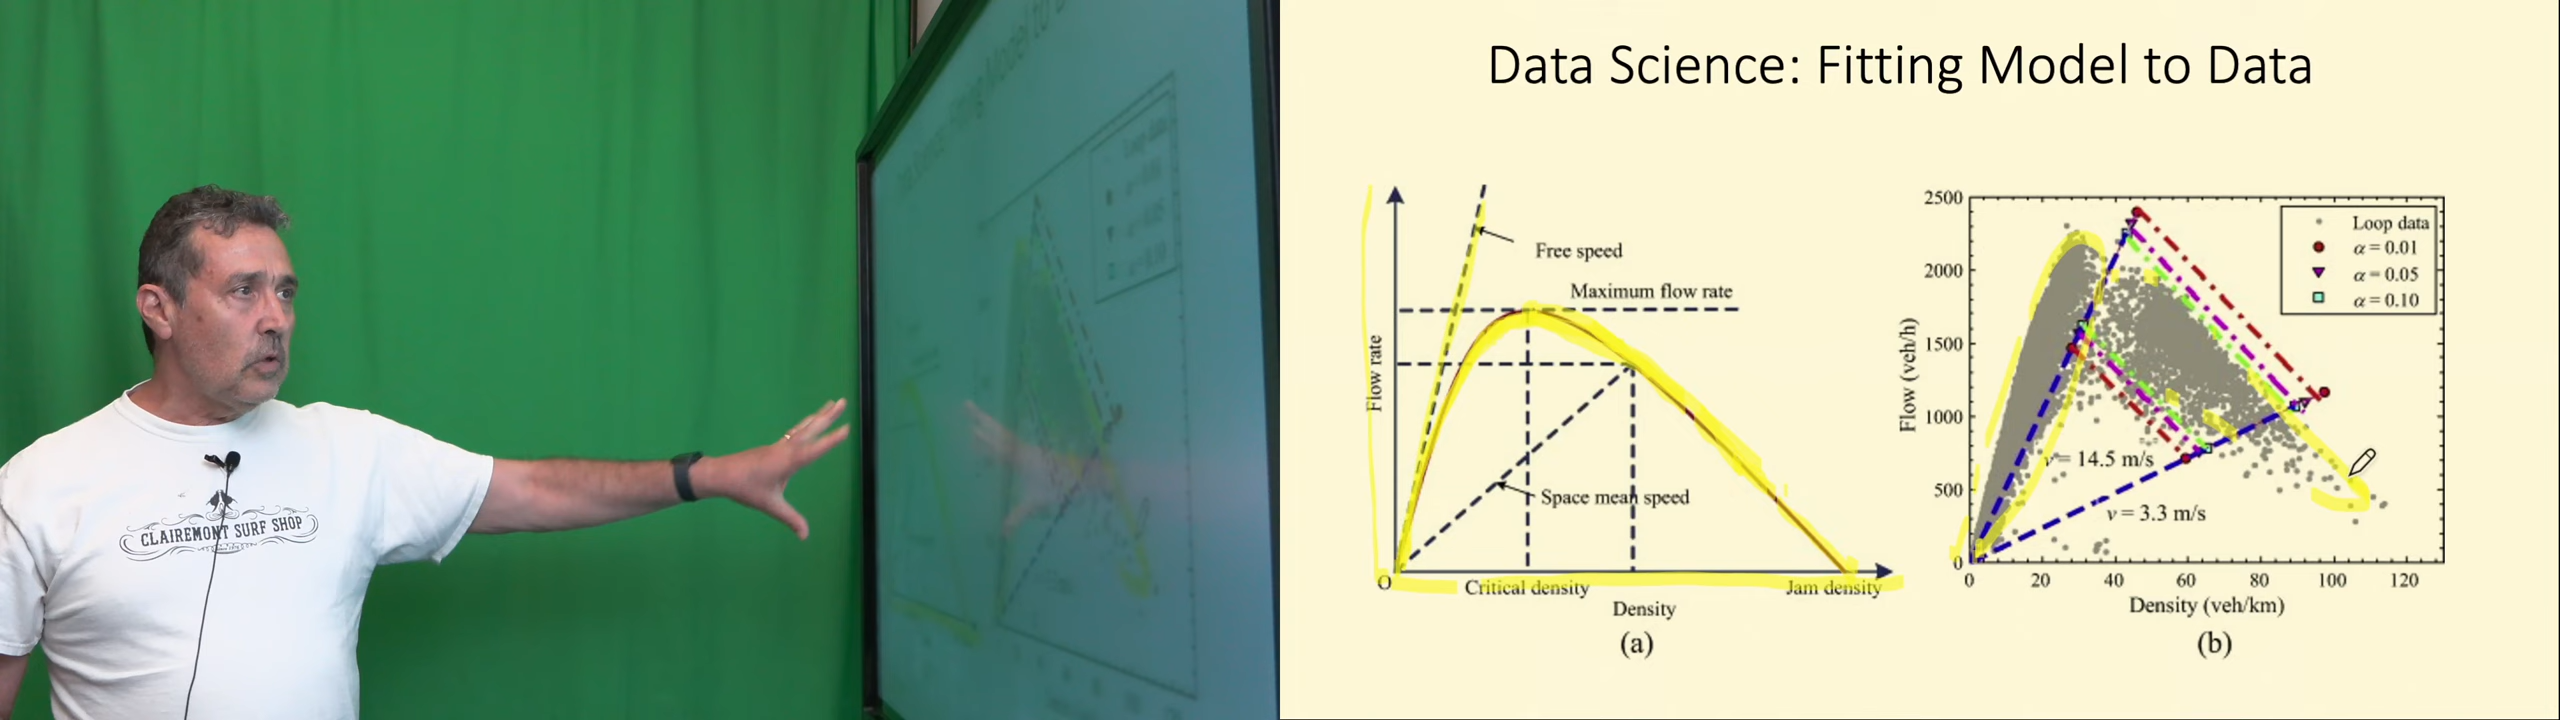 CLAIREMONT SURF SHOP
Data Science: Fitting Model to Data
Free speed
Maximum flow rate
Flow rate
Space mean speed
O
Critical density
Jam density
Density
(a)
2500
2000
1500
1000
500
0
Flow (veh/h)
Loop data
α = 0.01
α = 0.05
α = 0.10
v = 14.5 m/s
v = 3.3 m/s
0 20 40 60 80 100 120
Density (veh/km)
(b)